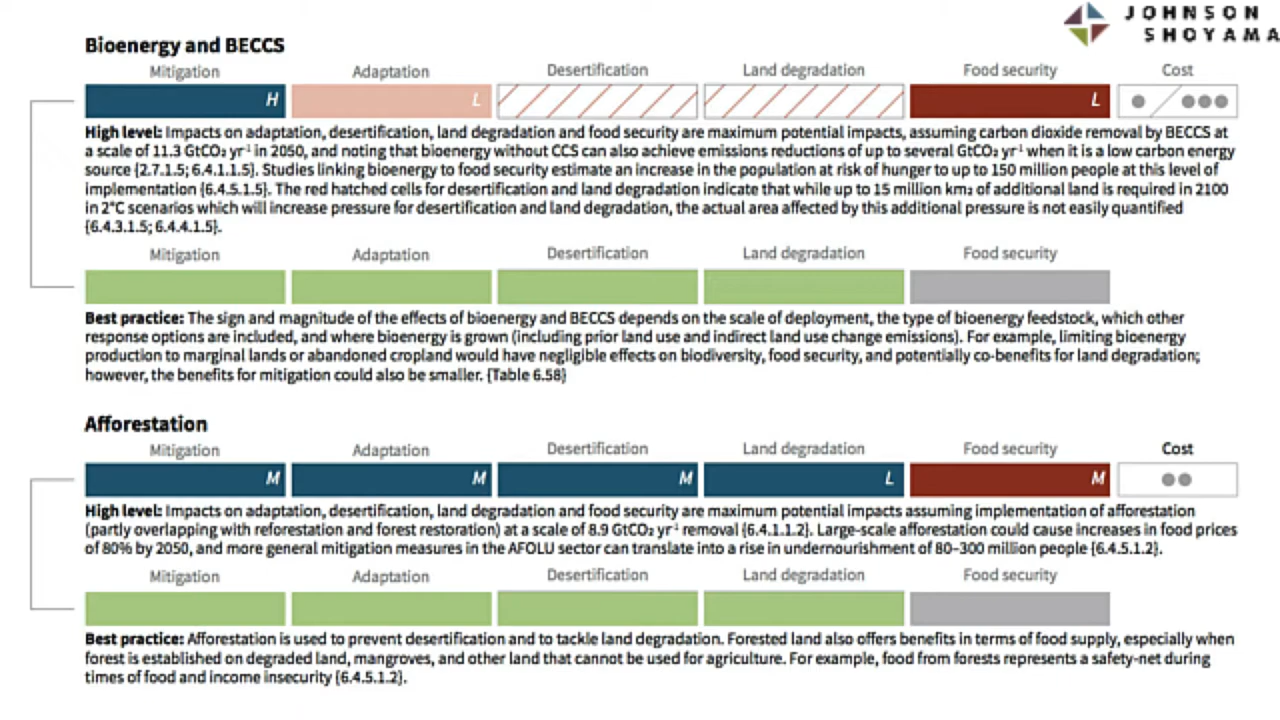 JOHNSON
SHOYAMA
Bioenergy and BECCS
Mitigation Adaptation Desertification Land degradation Food security Cost
H L L
High level: Impacts on adaptation, desertification, land degradation and food security are maximum potential impacts, assuming carbon dioxide removal by BECCS at
a scale of 11.3 GtCO₂ yr⁻¹ in 2050, and noting that bioenergy without CCS can also achieve emissions reductions of up to several GtCO₂ yr⁻¹ when it is a low carbon energy
source {2.7.1.5; 6.4.1.1.5}. Studies linking bioenergy to food security estimate an increase in the population at risk of hunger to up to 150 million people at this level of
implementation {6.4.5.1.5}. The red hatched cells for desertification and land degradation indicate that while up to 15 million km₂ of additional land is required in 2100
in 2°C scenarios which will increase pressure for desertification and land degradation, the actual area affected by this additional pressure is not easily quantified
{6.4.3.1.5; 6.4.4.1.5}.
Mitigation Adaptation Desertification Land degradation Food security
Best practice: The sign and magnitude of the effects of bioenergy and BECCS depends on the scale of deployment, the type of bioenergy feedstock, which other
response options are included, and where bioenergy is grown (including prior land use and indirect land use change emissions). For example, limiting bioenergy
production to marginal lands or abandoned cropland would have negligible effects on biodiversity, food security, and potentially co-benefits for land degradation;
however, the benefits for mitigation could also be smaller. {Table 6.58}
Afforestation
Mitigation Adaptation Desertification Land degradation Food security Cost
M M M L M
High level: Impacts on adaptation, desertification, land degradation and food security are maximum potential impacts assuming implementation of afforestation
(partly overlapping with reforestation and forest restoration) at a scale of 8.9 GtCO₂ yr⁻¹ removal {6.4.1.1.2}. Large-scale afforestation could cause increases in food prices
of 80% by 2050, and more general mitigation measures in the AFOLU sector can translate into a rise in undernourishment of 80–300 million people {6.4.5.1.2}.
Mitigation Adaptation Desertification Land degradation Food security
Best practice: Afforestation is used to prevent desertification and to tackle land degradation. Forested land also offers benefits in terms of food supply, especially when
forest is established on degraded land, mangroves, and other land that cannot be used for agriculture. For example, food from forests represents a safety-net during
times of food and income insecurity {6.4.5.1.2}.